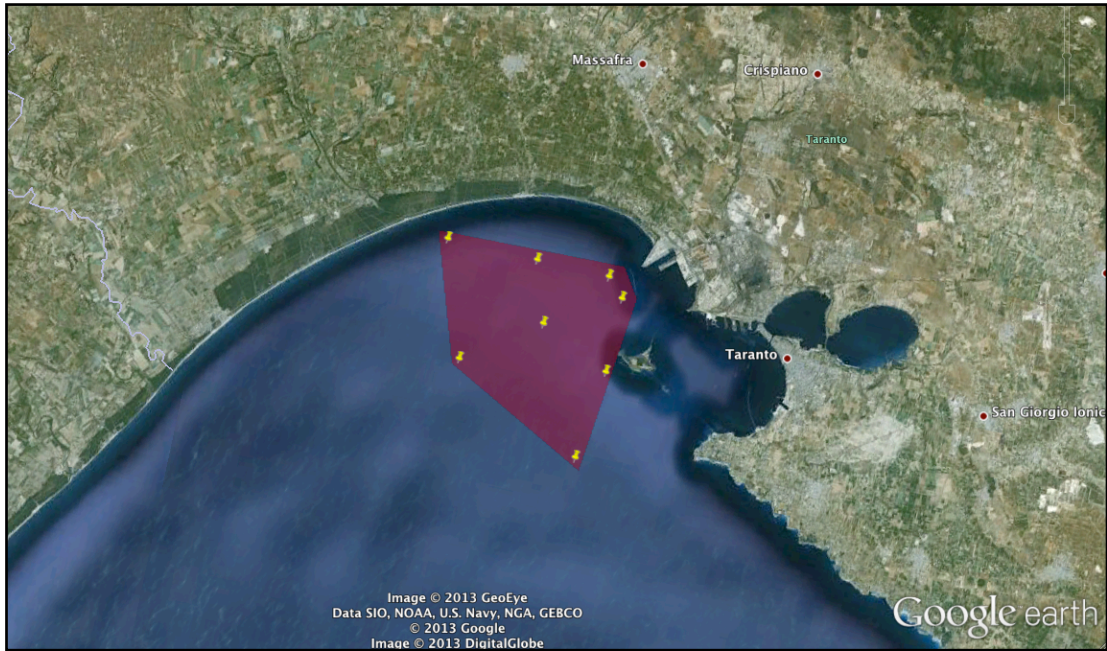 Massafra
Crispiano
Taranto
Taranto
San Giorgio Ionic
Image © 2013 GeoEye
Data SIO, NOAA, U.S. Navy, NGA, GEBCO
© 2013 Google
Image © 2013 DigitalGlobe
Google earth